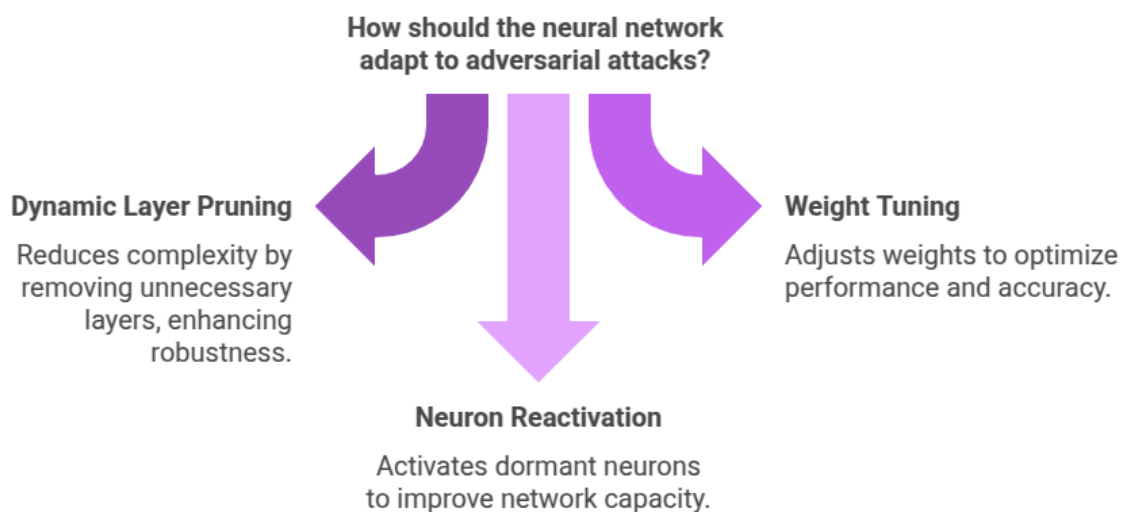 How should the neural network
adapt to adversarial attacks?
Dynamic Layer Pruning
Reduces complexity by
removing unnecessary
layers, enhancing
robustness.
Weight Tuning
Adjusts weights to optimize
performance and accuracy.
Neuron Reactivation
Activates dormant neurons
to improve network capacity.